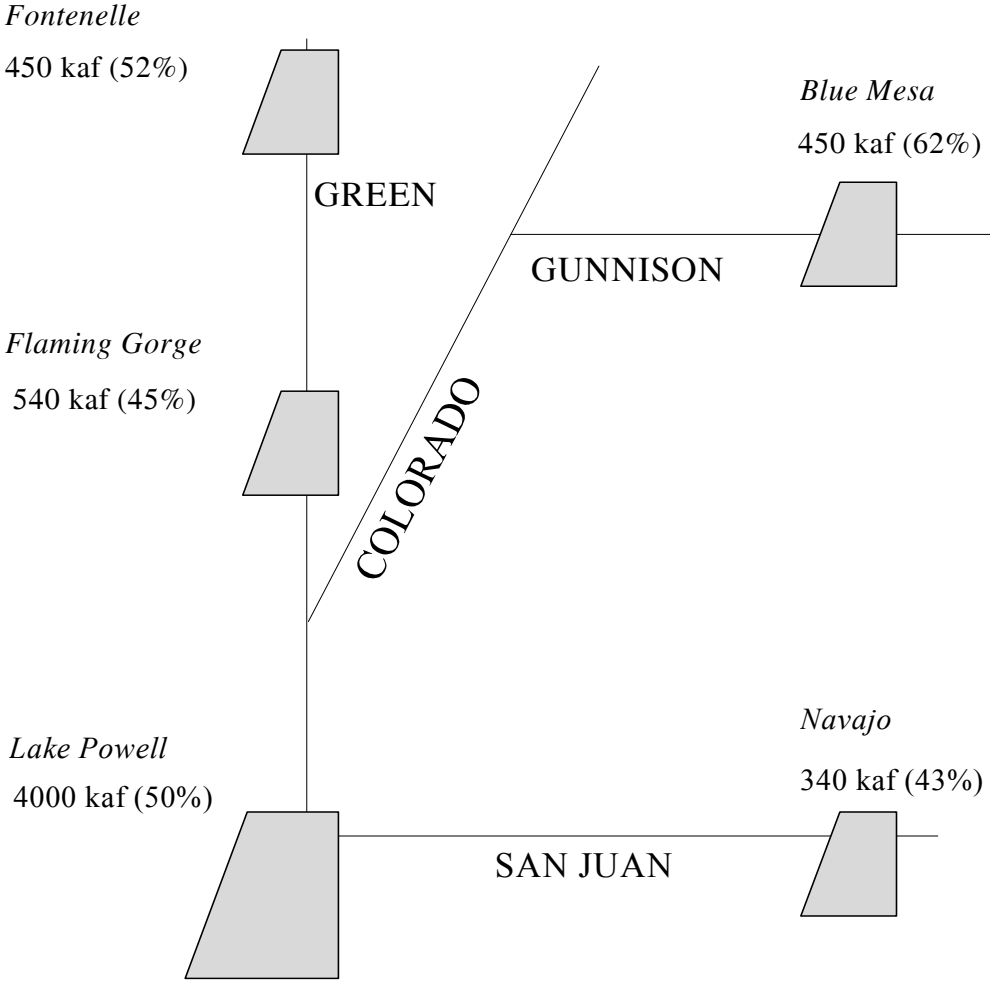 Fontenelle
450 kaf (52%)
Blue Mesa
450 kaf (62%)
GREEN
GUNNISON
Flaming Gorge
540 kaf (45%)
COLORADO
Navajo
340 kaf (43%)
Lake Powell
4000 kaf (50%)
SAN JUAN